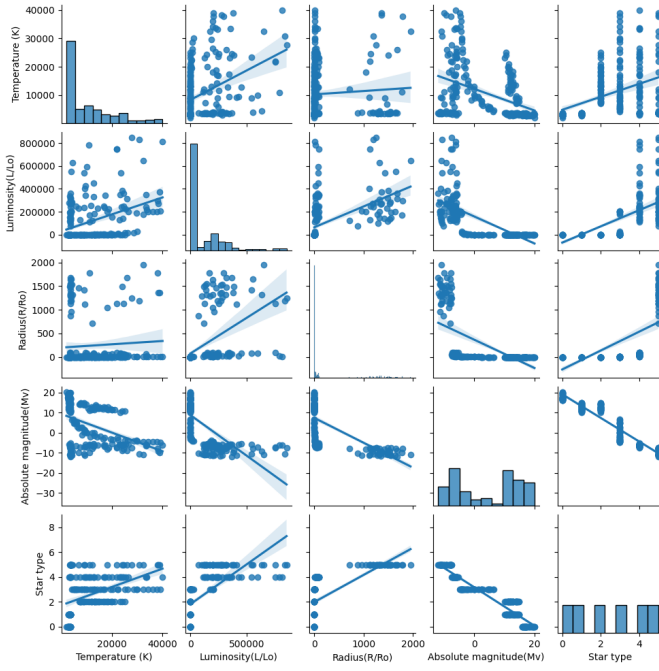 40000
30000
20000
10000
Temperature (K)
800000
600000
400000
200000
0
Luminosity(L/Lo)
2000
1500
1000
500
0
Radius(R/Ro)
20
10
0
−10
−20
−30
Absolute magnitude(Mv)
8
6
4
2
0
Star type
20000 40000
Temperature (K)
0 500000
Luminosity(L/Lo)
0 1000 2000
Radius(R/Ro)
0 20
Absolute magnitude(Mv)
0 2 4
Star type